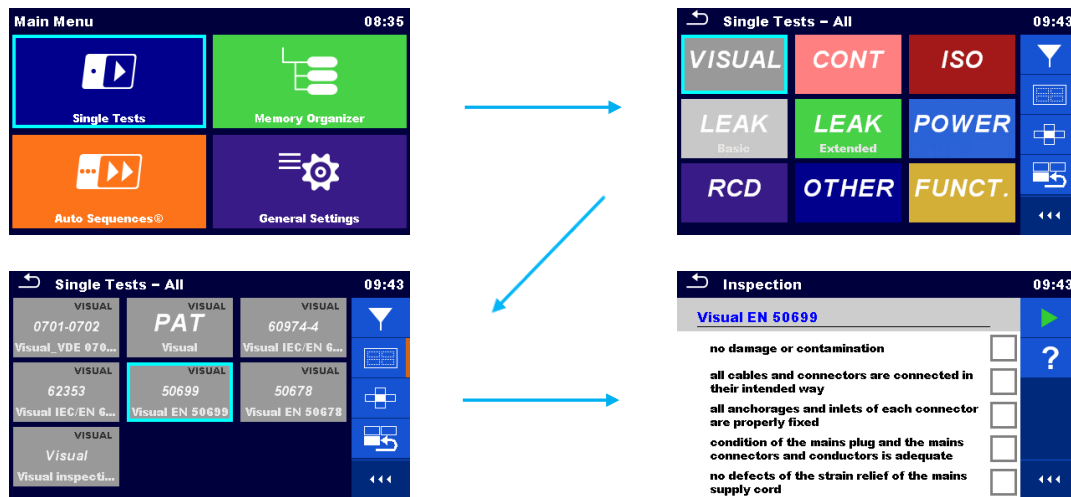 Main Menu 08:35
Single Tests
Memory Organizer
Auto Sequences®
General Settings
Single Tests – All 09:43
VISUAL CONT ISO
LEAK LEAK POWER
Basic Extended
RCD OTHER FUNCT.
Single Tests – All 09:43
VISUAL VISUAL VISUAL
0701-0702 PAT 60974-4
Visual_VDE 070... Visual Visual IEC/EN 6...
VISUAL VISUAL VISUAL
62353 50699 50678
Visual IEC/EN 6... Visual EN 50699 Visual EN 50678
VISUAL
Visual
Visual inspecti...
Inspection 09:43
Visual EN 50699
?
no damage or contamination
all cables and connectors are connected in
their intended way
all anchorages and inlets of each connector
are properly fixed
condition of the mains plug and the mains
connectors and conductors is adequate
no defects of the strain relief of the mains
supply cord